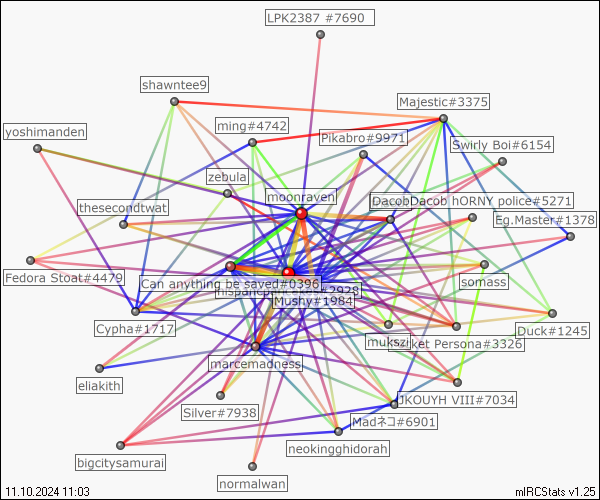 LPK2387 #7690
shawntee9
Majestic#3375
ming#4742
yoshimanden
Pikabro#9971
Swirly Boi#6154
zebula
moonraven
DacobDacob hORNY police#5271
thesecondtwat
Eg.Master#1378
Fedora Stoat#4479
Can anything be saved#0396
somass
#2928
Mushy#1984
Cypha#1717
Duck#1245
mukszi
ket Persona#3326
marcemadness
eliakith
Silver#7938
JKOUYH VIII#7034
Madネコ#6901
neokingghidorah
bigcitysamurai
normalwan
11.10.2024 11:03
mIRCStats v1.25